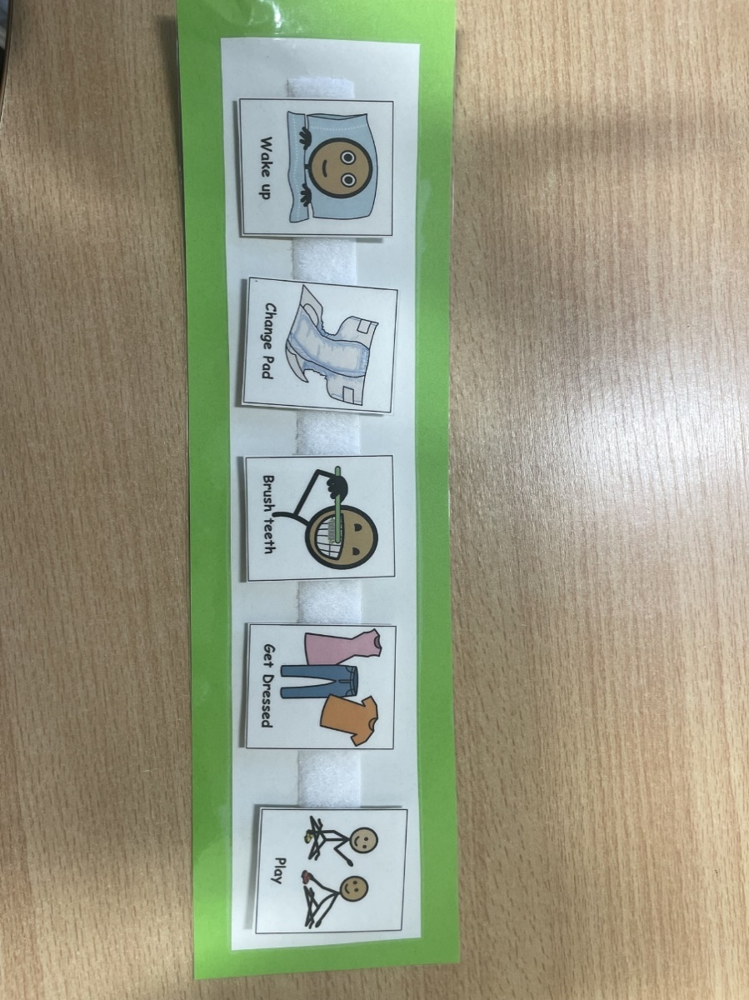 Wake up
Change Pad
Brush teeth
Get Dressed
Play